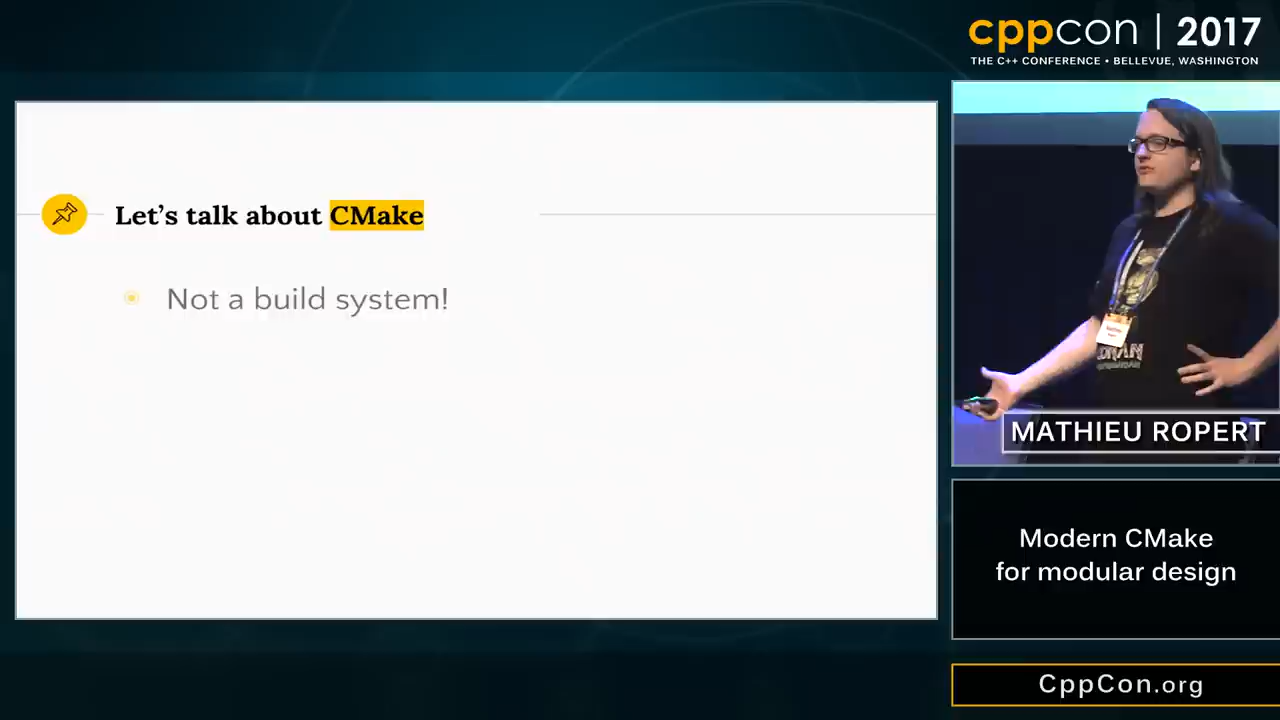 cppcon | 2017
THE C++ CONFERENCE • BELLEVUE, WASHINGTON
Let's talk about CMake
Not a build system!
MATHIEU ROPERT
Modern CMake
for modular design
CppCon.org